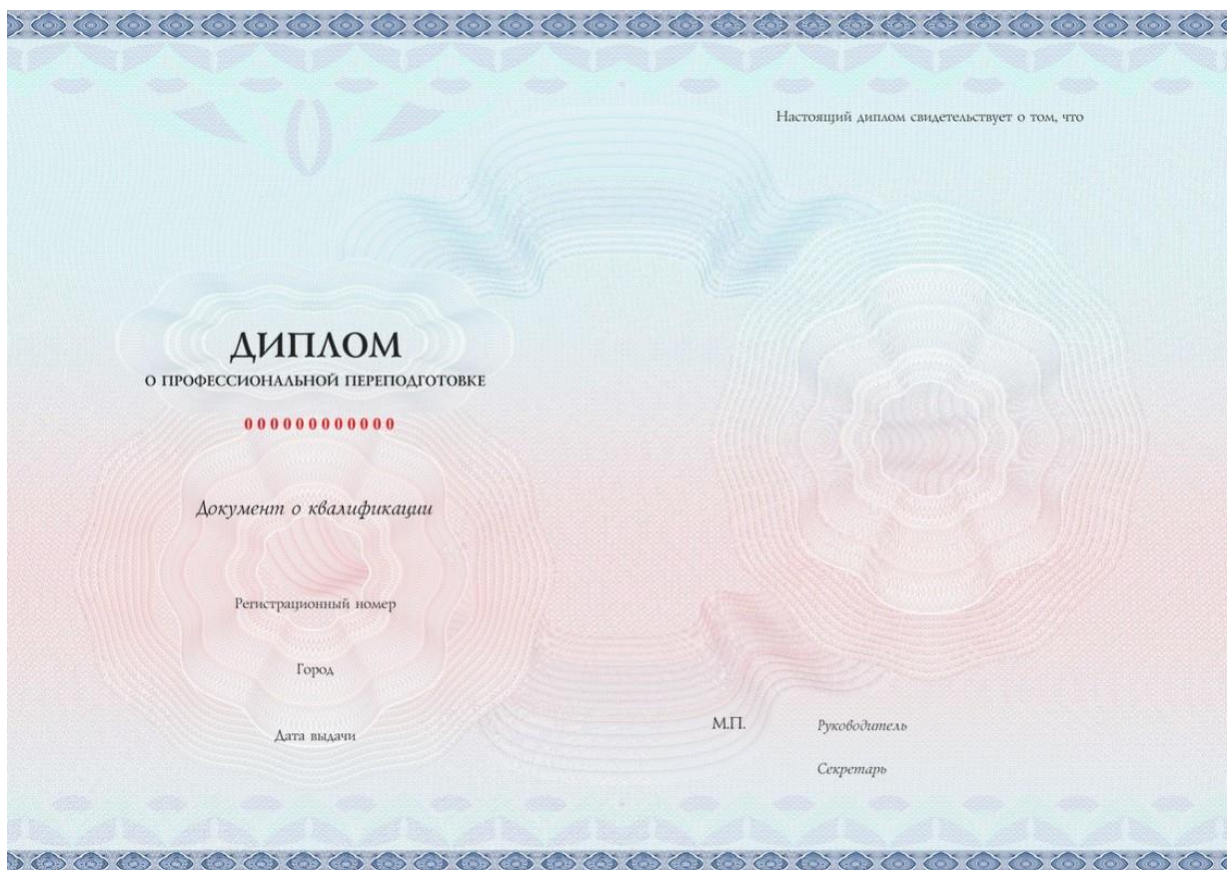 ДИПЛОМ
О ПРОФЕССИОНАЛЬНОЙ ПЕРЕПОДГОТОВКЕ
000000000000
Документ о квалификации
Регистрационный номер
Город
Дата выдачи
Настоящий диплом свидетельствует о том, что
М.П.
Руководитель
Секретарь